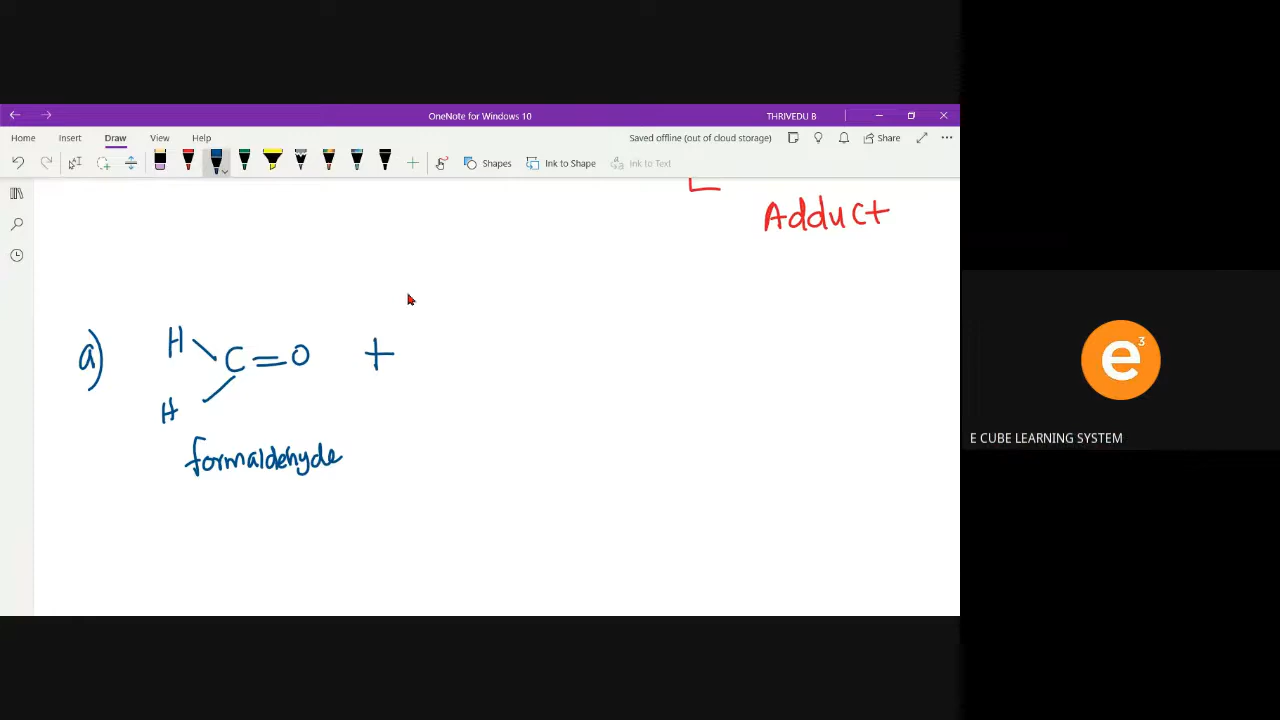 OneNote for Windows 10
THRIVEDU B
Home Insert Draw View Help
Saved offline (out of cloud storage)
Share
Shapes
Ink to Shape
Ink to Text
Adduct
a) H
C=O +
H
formaldehyde
e3
E CUBE LEARNING SYSTEM